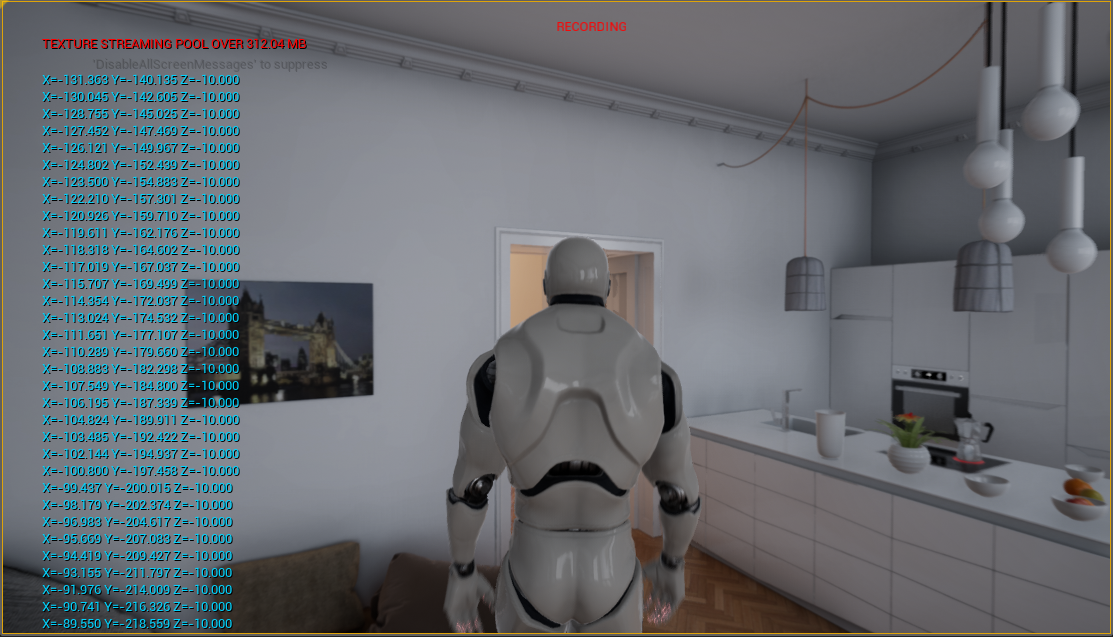 RECORDING
TEXTURE STREAMING POOL OVER 312.04 MB
'DisableAllScreenMessages' to suppress
X=-131.363 Y=-140.135 Z=-10.000
X=-130.045 Y=-142.605 Z=-10.000
X=-128.755 Y=-145.025 Z=-10.000
X=-127.452 Y=-147.469 Z=-10.000
X=-126.121 Y=-149.967 Z=-10.000
X=-124.802 Y=-152.439 Z=-10.000
X=-123.500 Y=-154.883 Z=-10.000
X=-122.210 Y=-157.301 Z=-10.000
X=-120.926 Y=-159.710 Z=-10.000
X=-119.611 Y=-162.176 Z=-10.000
X=-118.318 Y=-164.602 Z=-10.000
X=-117.019 Y=-167.037 Z=-10.000
X=-115.707 Y=-169.499 Z=-10.000
X=-114.354 Y=-172.037 Z=-10.000
X=-113.024 Y=-174.532 Z=-10.000
X=-111.651 Y=-177.107 Z=-10.000
X=-110.289 Y=-179.660 Z=-10.000
X=-108.883 Y=-182.298 Z=-10.000
X=-107.549 Y=-184.800 Z=-10.000
X=-106.195 Y=-187.339 Z=-10.000
X=-104.824 Y=-189.911 Z=-10.000
X=-103.485 Y=-192.422 Z=-10.000
X=-102.144 Y=-194.937 Z=-10.000
X=-100.800 Y=-197.458 Z=-10.000
X=-99.437 Y=-200.015 Z=-10.000
X=-98.179 Y=-202.374 Z=-10.000
X=-96.983 Y=-204.617 Z=-10.000
X=-95.669 Y=-207.083 Z=-10.000
X=-94.419 Y=-209.427 Z=-10.000
X=-93.155 Y=-211.797 Z=-10.000
X=-91.976 Y=-214.009 Z=-10.000
X=-90.741 Y=-216.326 Z=-10.000
X=-89.550 Y=-218.559 Z=-10.000